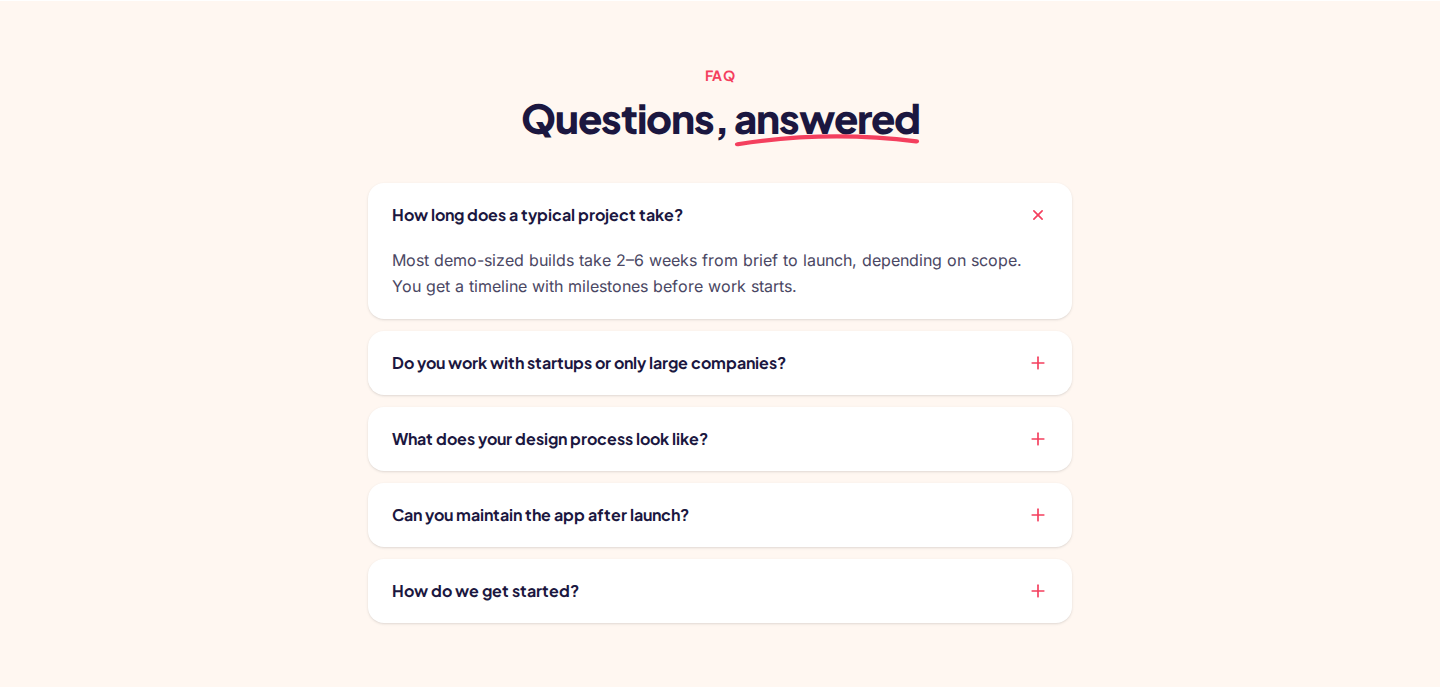 FAQ
Questions, answered
How long does a typical project take?
Most demo-sized builds take 2–6 weeks from brief to launch, depending on scope.
You get a timeline with milestones before work starts.
Do you work with startups or only large companies?
What does your design process look like?
Can you maintain the app after launch?
How do we get started?